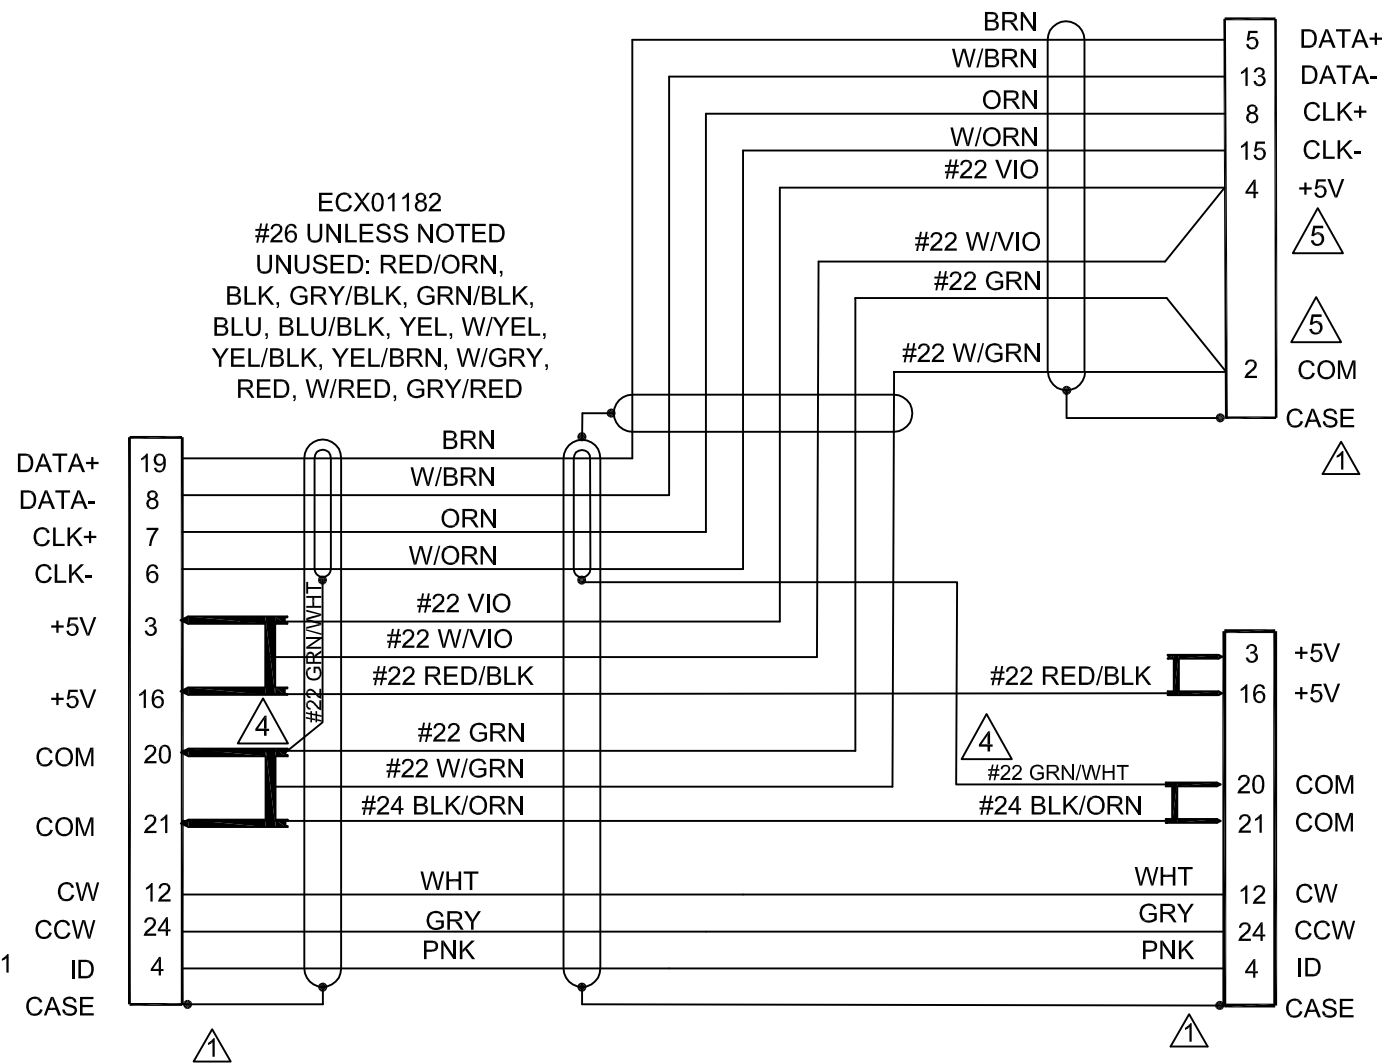 BRN
5 DATA+
W/BRN
13 DATA-
ORN
8 CLK+
W/ORN
15 CLK-
#22 VIO
4 +5V
5
#22 W/VIO
#22 GRN
5
#22 W/GRN
2 COM
CASE
1
ECX01182
#26 UNLESS NOTED
UNUSED: RED/ORN,
BLK, GRY/BLK, GRN/BLK,
BLU, BLU/BLK, YEL, W/YEL,
YEL/BLK, YEL/BRN, W/GRY,
RED, W/RED, GRY/RED
DATA+ 19 BRN
DATA- 8 W/BRN
CLK+ 7 ORN
CLK- 6 W/ORN
#22 GRN/WHT
+5V 3 #22 VIO
#22 W/VIO
+5V 16 #22 RED/BLK
4
COM 20 #22 GRN
#22 W/GRN
COM 21 #24 BLK/ORN
CW 12 WHT
CCW 24 GRY
1 ID 4 PNK
CASE
1
3 +5V
#22 RED/BLK 16 +5V
4
#22 GRN/WHT 20 COM
#24 BLK/ORN 21 COM
WHT 12 CW
GRY 24 CCW
PNK 4 ID
CASE
1